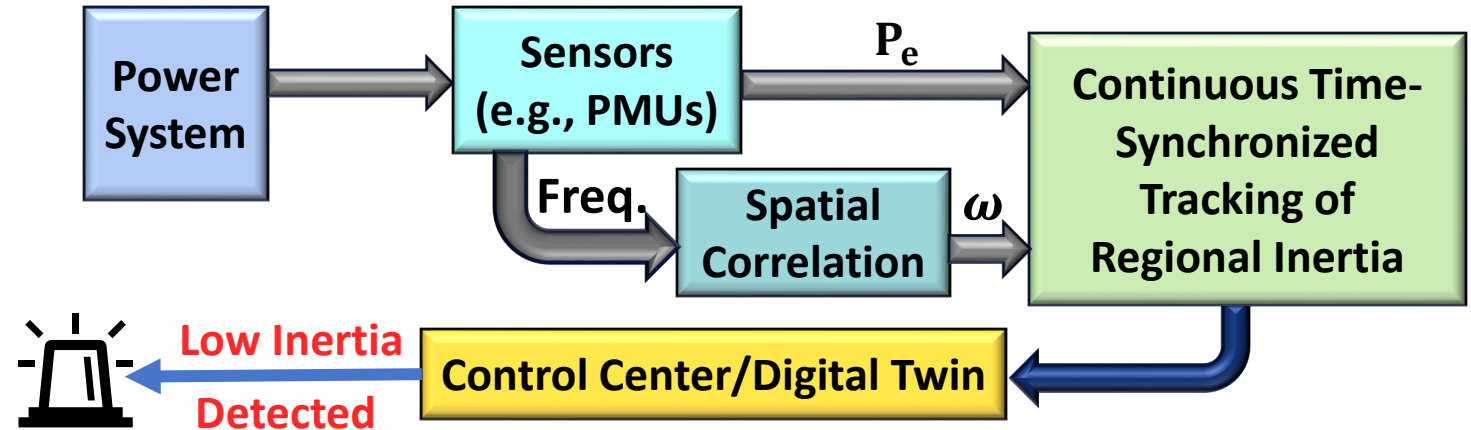 Power
System
Sensors
(e.g., PMUs)
Pₑ
Continuous Time-
Synchronized
Tracking of
Regional Inertia
Freq.
Spatial
Correlation
ω
Low Inertia
Detected
Control Center/Digital Twin